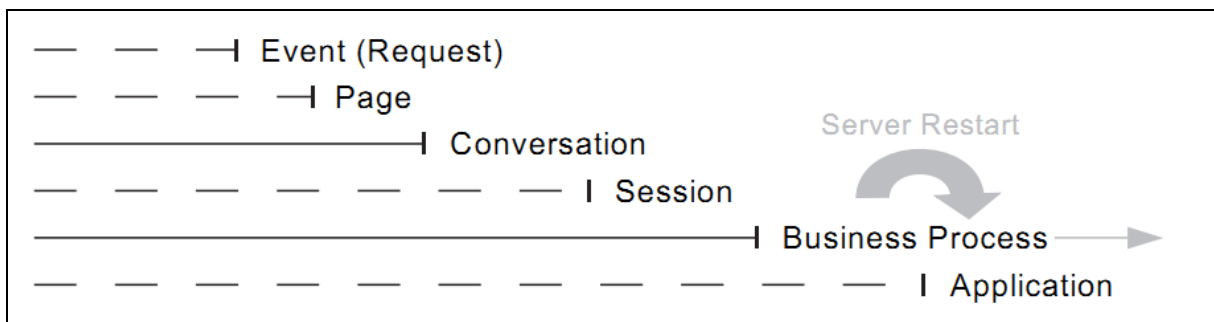 Event (Request)
Page
Server Restart
Conversation
Session
Business Process
Application